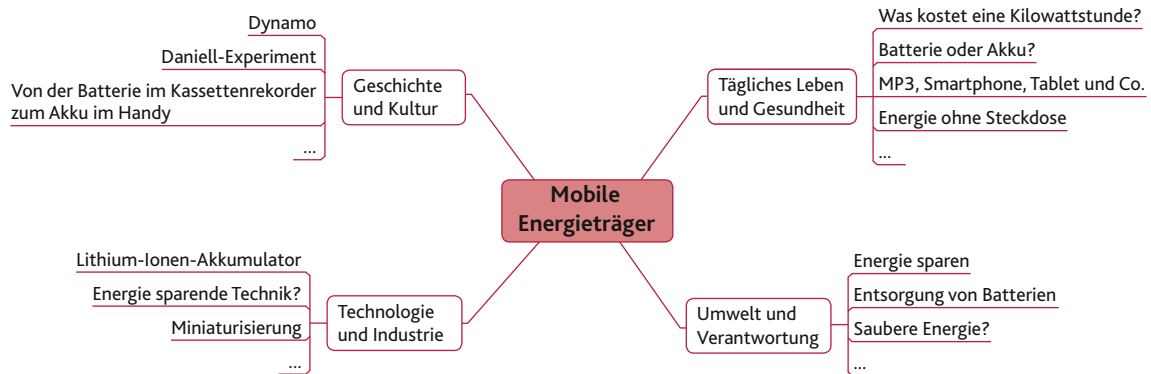 Mobile
Energieträger
Geschichte
und Kultur
Dynamo
Daniell-Experiment
Von der Batterie im Kassettenrekorder
zum Akku im Handy
...
Tägliches Leben
und Gesundheit
Was kostet eine Kilowattstunde?
Batterie oder Akku?
MP3, Smartphone, Tablet und Co.
Energie ohne Steckdose
...
Technologie
und Industrie
Lithium-Ionen-Akkumulator
Energie sparende Technik?
Miniaturisierung
...
Umwelt und
Verantwortung
Energie sparen
Entsorgung von Batterien
Saubere Energie?
...